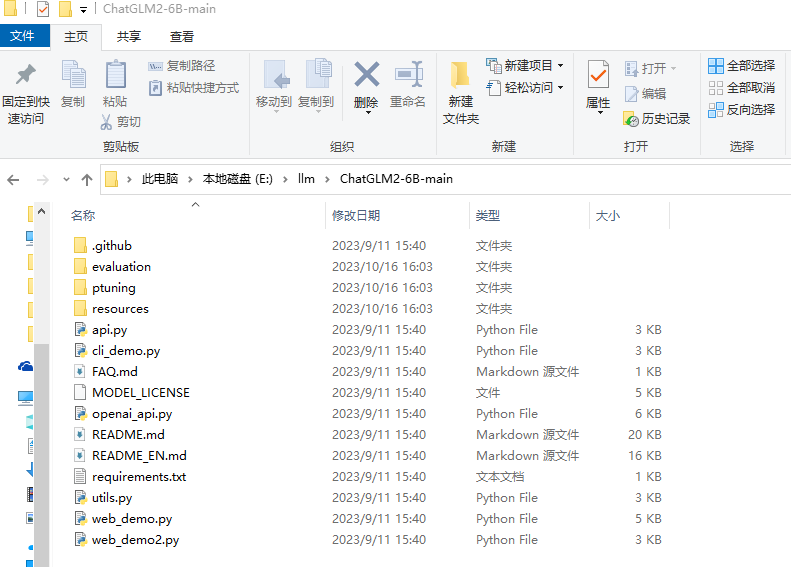 ChatGLM2-6B-main
文件 主页 共享 查看
固定到快速访问
复制
粘贴
复制路径
粘贴快捷方式
剪切
剪贴板
移动到 复制到 删除 重命名
组织
新建文件夹
新建项目
轻松访问
新建
属性
打开
编辑
历史记录
打开
全部选择
全部取消
反向选择
选择
此电脑 本地磁盘 (E:) llm ChatGLM2-6B-main
名称 修改日期 类型 大小
.github 2023/9/11 15:40 文件夹
evaluation 2023/10/16 16:03 文件夹
ptuning 2023/10/16 16:03 文件夹
resources 2023/10/16 16:03 文件夹
api.py 2023/9/11 15:40 Python File 3 KB
cli_demo.py 2023/9/11 15:40 Python File 3 KB
FAQ.md 2023/9/11 15:40 Markdown 源文件 1 KB
MODEL_LICENSE 2023/9/11 15:40 文件 5 KB
openai_api.py 2023/9/11 15:40 Python File 6 KB
README.md 2023/9/11 15:40 Markdown 源文件 20 KB
README_EN.md 2023/9/11 15:40 Markdown 源文件 16 KB
requirements.txt 2023/9/11 15:40 文本文档 1 KB
utils.py 2023/9/11 15:40 Python File 3 KB
web_demo.py 2023/9/11 15:40 Python File 5 KB
web_demo2.py 2023/9/11 15:40 Python File 3 KB